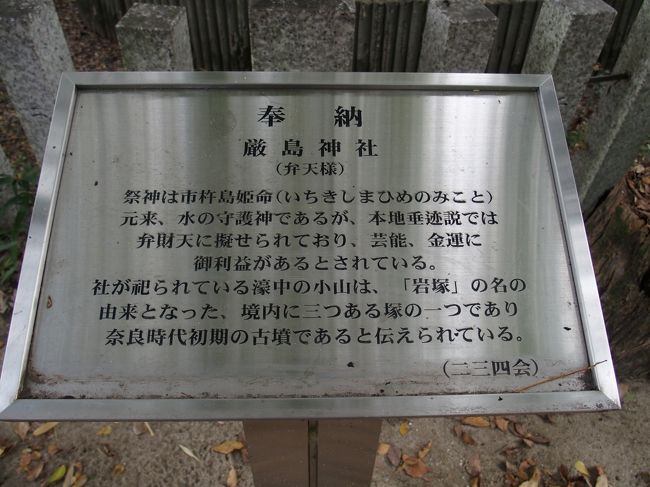 奉　納
厳島神社
（弁天様）
祭神は市杵島姫命（いちきしまひめのみこと）
元来、水の守護神であるが、本地垂迹説では
弁財天に擬せられており、芸能、金運に
御利益があるとされている。
社が祀られている濠中の小山は、「岩塚」の名の
由来となった、境内に三つある塚の一つであり
奈良時代初期の古墳であると伝えられている。
（二三四会）